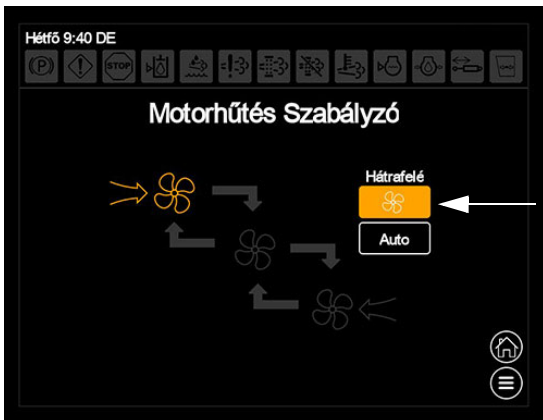 Hétfő 9:40 DE
(P)
STOP
Motorhűtés Szabályzó
Hátrafelé
Auto